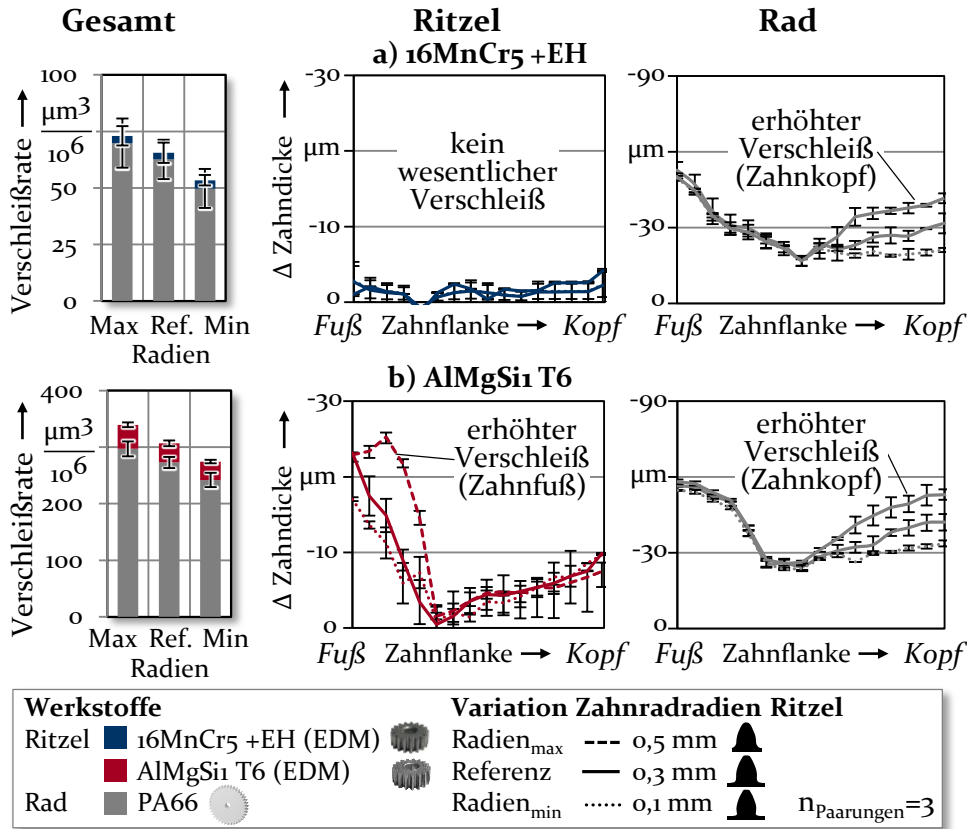 Gesamt
Ritzel
Rad
a) 16MnCr5 +EH
Verschleißrate
100
µm³
10⁶
50
25
0
Max Ref. Min
Radien
Δ Zahndicke
-30
µm
-10
0
kein
wesentlicher
Verschleiß
Fuß Zahnflanke Kopf
-90
µm
-30
0
erhöhter
Verschleiß
(Zahnkopf)
Fuß Zahnflanke Kopf
b) AlMgSi1 T6
Verschleißrate
400
µm³
10⁶
200
100
0
Max Ref. Min
Radien
Δ Zahndicke
-30
µm
-10
0
erhöhter
Verschleiß
(Zahnfuß)
Fuß Zahnflanke Kopf
-90
µm
-30
0
erhöhter
Verschleiß
(Zahnkopf)
Fuß Zahnflanke Kopf
Werkstoffe
Ritzel 16MnCr5 +EH (EDM)
AlMgSi1 T6 (EDM)
Rad PA66
Variation Zahnradradien Ritzel
Radienmax 0,5 mm
Referenz 0,3 mm
Radienmin 0,1 mm
nPaarungen=3